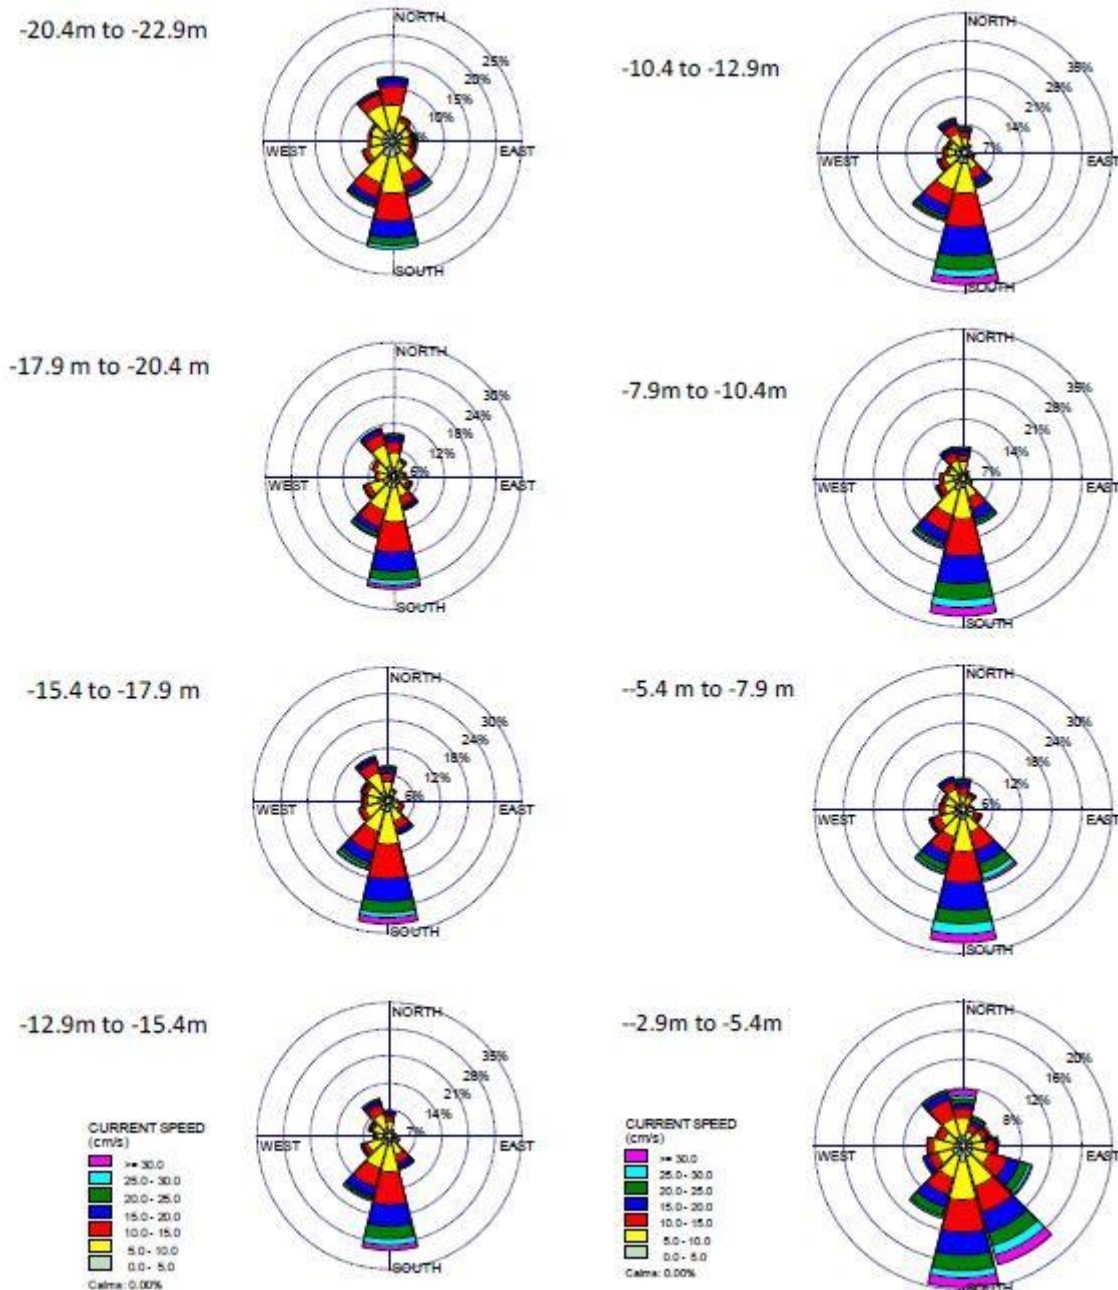 -20.4m to -22.9m
NORTH
25%
20%
15%
10%
WEST
EAST
SOUTH
-17.9 m to -20.4 m
NORTH
30%
24%
18%
12%
6%
WEST
EAST
SOUTH
-15.4 to -17.9 m
NORTH
30%
24%
18%
12%
6%
WEST
EAST
SOUTH
-12.9m to -15.4m
NORTH
35%
28%
21%
14%
7%
WEST
EAST
SOUTH
CURRENT SPEED
(cm/s)
>= 30.0
25.0 - 30.0
20.0 - 25.0
15.0 - 20.0
10.0 - 15.0
5.0 - 10.0
0.0 - 5.0
Calms: 0.00%
-10.4 to -12.9m
NORTH
35%
28%
21%
14%
7%
WEST
EAST
SOUTH
-7.9m to -10.4m
NORTH
35%
28%
21%
14%
7%
WEST
EAST
SOUTH
--5.4 m to -7.9 m
NORTH
30%
24%
18%
12%
6%
WEST
EAST
SOUTH
--2.9m to -5.4m
NORTH
20%
16%
12%
8%
WEST
EAST
SOUTH
CURRENT SPEED
(cm/s)
>= 30.0
25.0 - 30.0
20.0 - 25.0
15.0 - 20.0
10.0 - 15.0
5.0 - 10.0
0.0 - 5.0
Calms: 0.00%